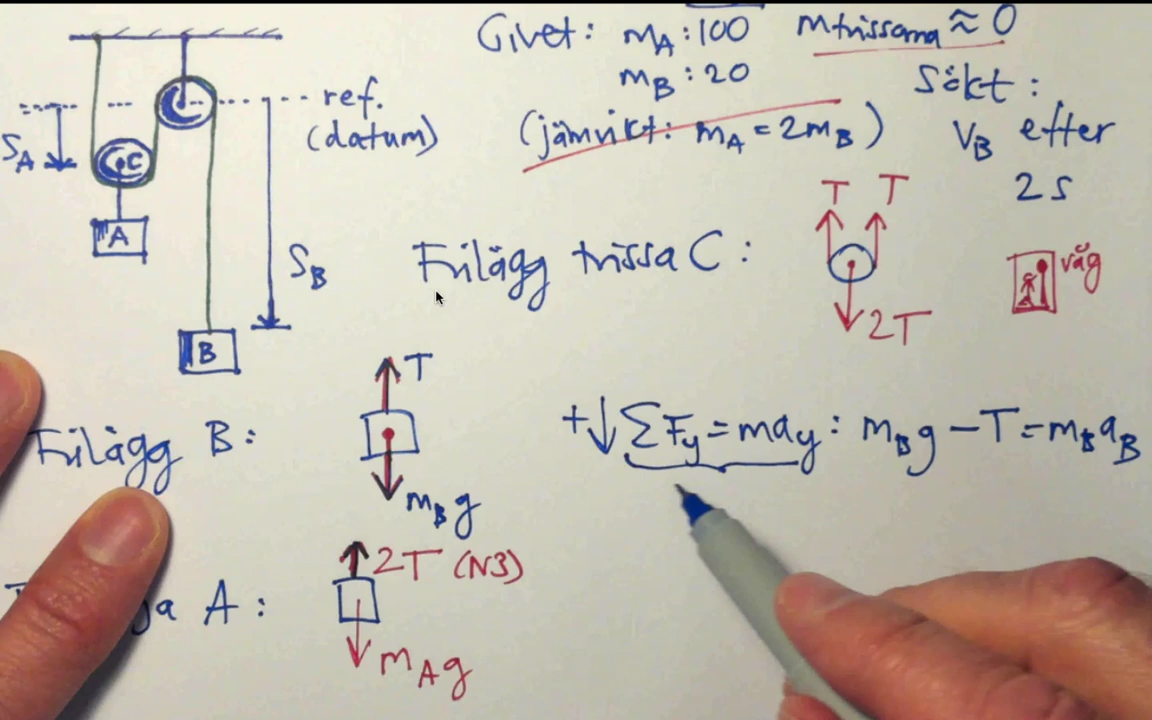 Givet: mA: 100
mB: 20
mtrissorna ≈ 0
Sökt:
VB efter
2 s
(jämvikt: mA = 2mB)
ref.
(datum)
SA
C
A
SB
B
Frilägg trissa C:
T T
2T
väg
Frilägg B:
T
mBg
+↓ ΣFy = may: mBg − T = mBaB
A:
2T (N3)
mAg